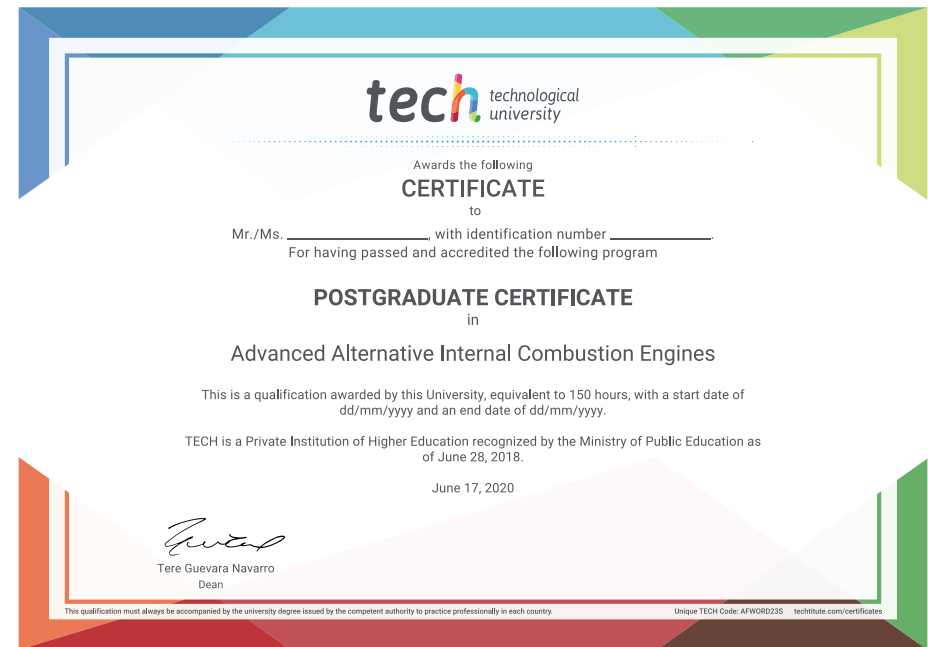 tech technological
university
Awards the following
CERTIFICATE
to
Mr./Ms. ____________________, with identification number ______________.
For having passed and accredited the following program
POSTGRADUATE CERTIFICATE
in
Advanced Alternative Internal Combustion Engines
This is a qualification awarded by this University, equivalent to 150 hours, with a start date of
dd/mm/yyyy and an end date of dd/mm/yyyy.
TECH is a Private Institution of Higher Education recognized by the Ministry of Public Education as
of June 28, 2018.
June 17, 2020
Tere Guevara Navarro
Dean
This qualification must always be accompanied by the university degree issued by the competent authority to practice professionally in each country.
Unique TECH Code: AFWORD23S techtitute.com/certificates